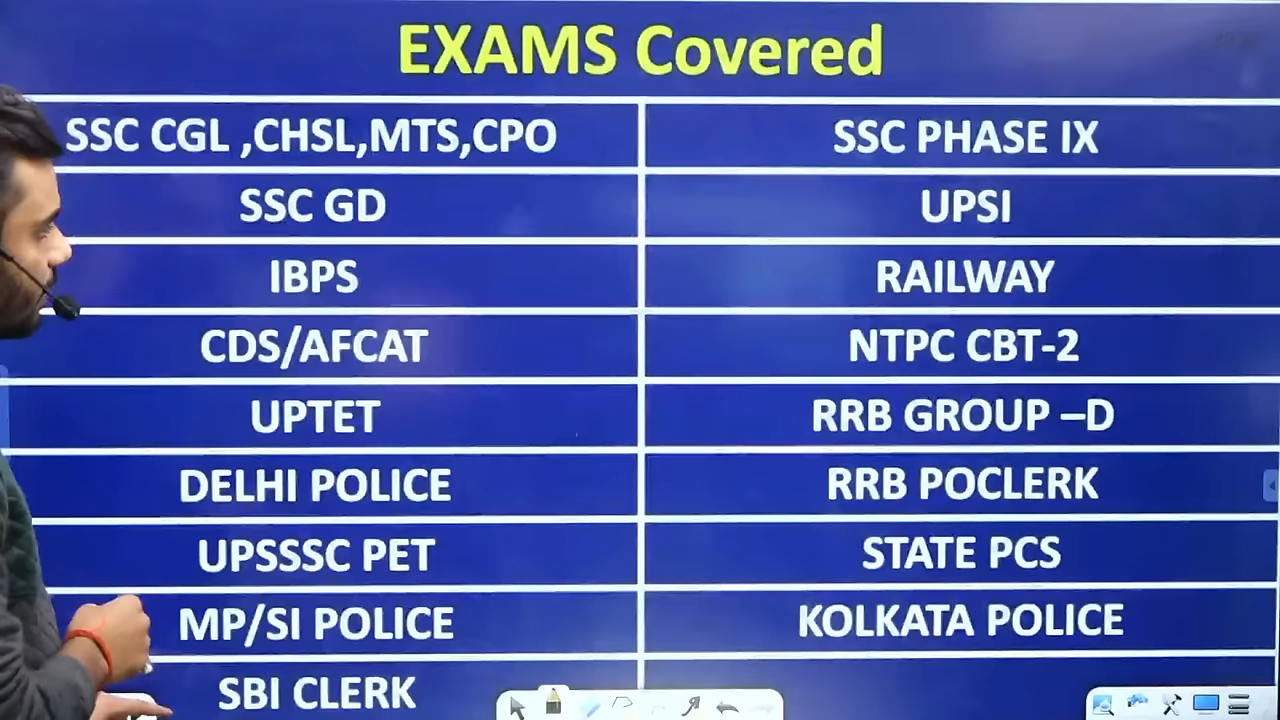 EXAMS Covered
SSC CGL ,CHSL,MTS,CPO
SSC PHASE IX
SSC GD
UPSI
IBPS
RAILWAY
CDS/AFCAT
NTPC CBT-2
UPTET
RRB GROUP –D
DELHI POLICE
RRB POCLERK
UPSSSC PET
STATE PCS
MP/SI POLICE
KOLKATA POLICE
SBI CLERK